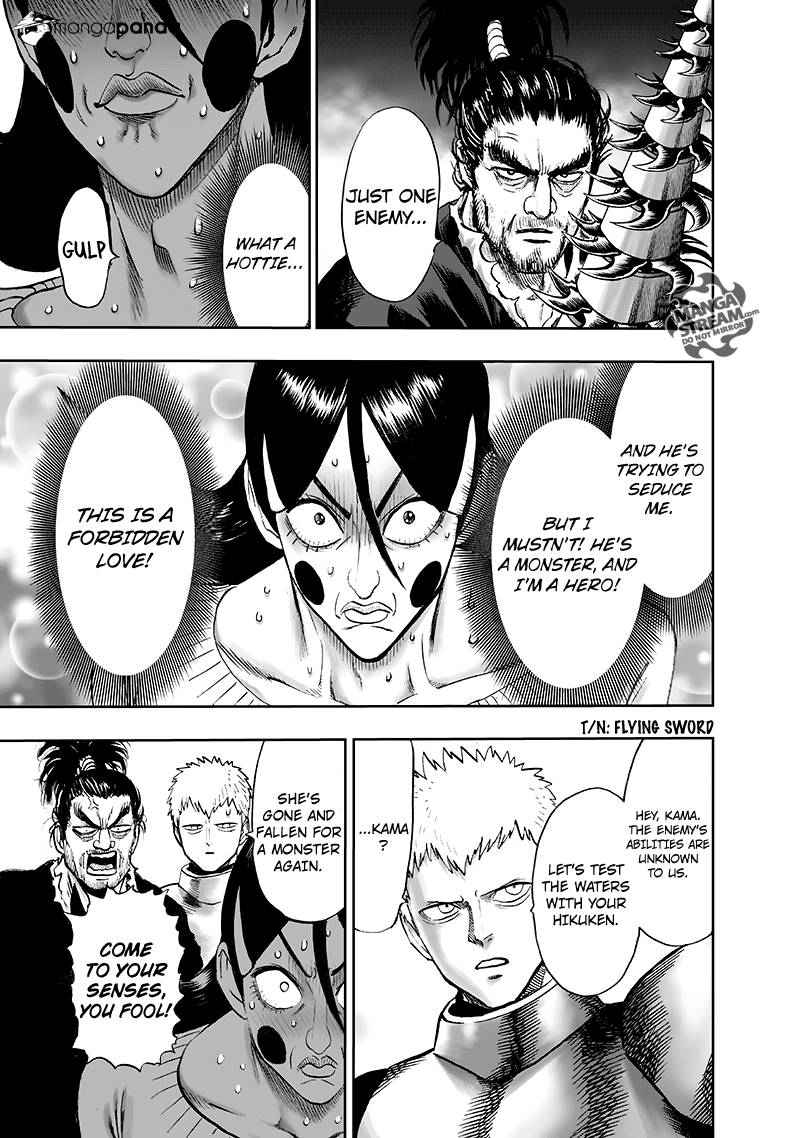 mangapanda
JUST ONE
ENEMY...
WHAT A
HOTTIE...
GULP
MANGA
STREAM.com
DO NOT MIRROR
AND HE'S
TRYING TO
SEDUCE
ME.
BUT I
MUSTN'T! HE'S
A MONSTER, AND
I'M A HERO!
THIS IS A
FORBIDDEN
LOVE!
T/N: FLYING SWORD
HEY, KAMA.
THE ENEMY'S
ABILITIES ARE
UNKNOWN
TO US.
LET'S TEST
THE WATERS
WITH YOUR
HIKUKEN.
...KAMA
?
SHE'S
GONE AND
FALLEN FOR
A MONSTER
AGAIN.
COME
TO YOUR
SENSES,
YOU FOOL!